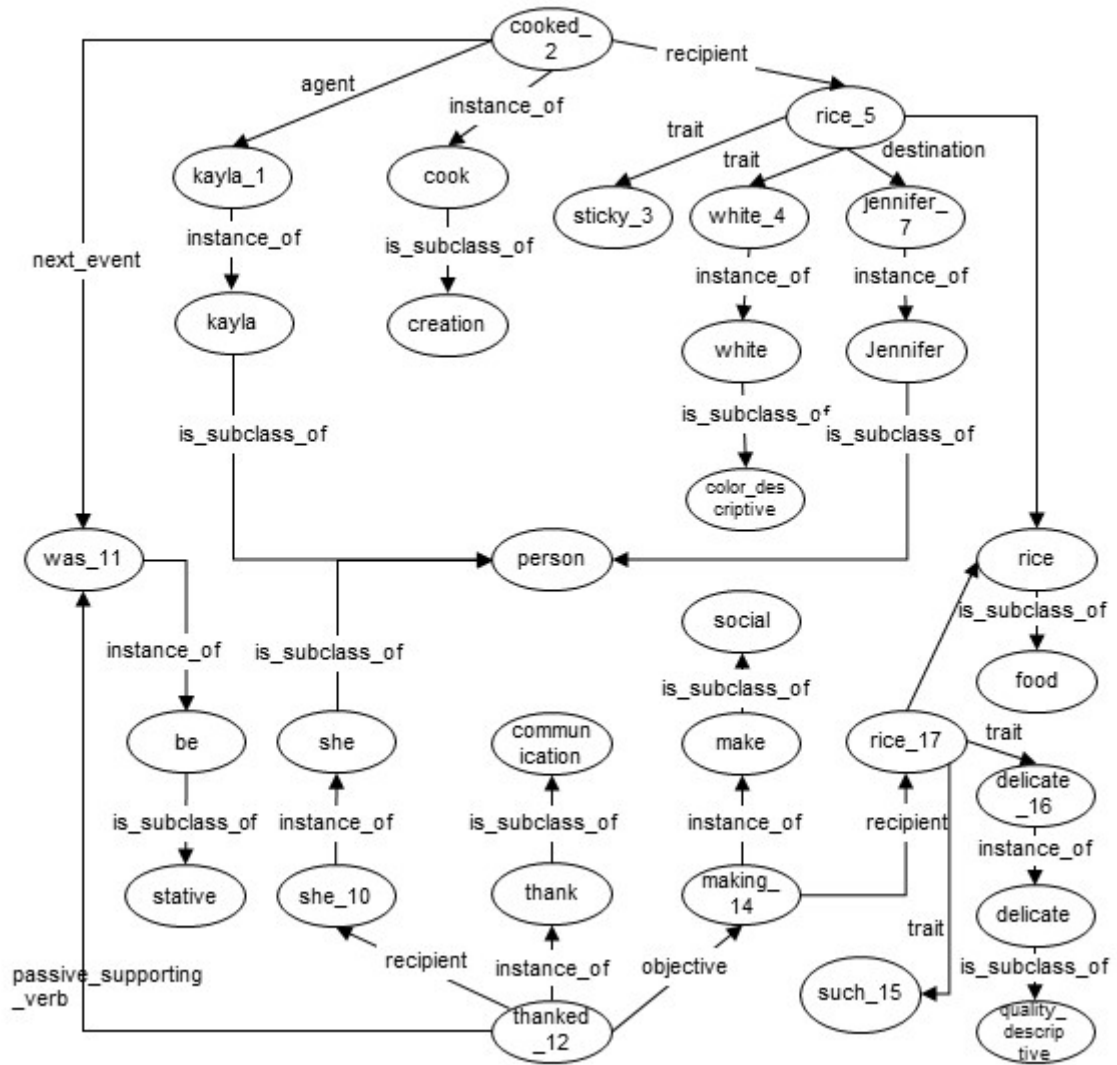 cooked_
2
recipient
agent
instance_of
rice_5
trait
trait
destination
kayla_1
cook
sticky_3
white_4
jennifer_
7
instance_of
is_subclass_of
instance_of
instance_of
next_event
kayla
creation
white
Jennifer
is_subclass_of
is_subclass_of
is_subclass_of
color_des
criptive
was_11
person
rice
is_subclass_of
social
instance_of
is_subclass_of
is_subclass_of
food
be
she
commun
ication
make
rice_17
trait
delicate
_16
is_subclass_of
instance_of
is_subclass_of
instance_of
recipient
instance_of
stative
she_10
thank
making_
14
delicate
trait
recipient
instance_of
objective
is_subclass_of
passive_supporting
_verb
such_15
thanked
_12
quality_
descrip
tive